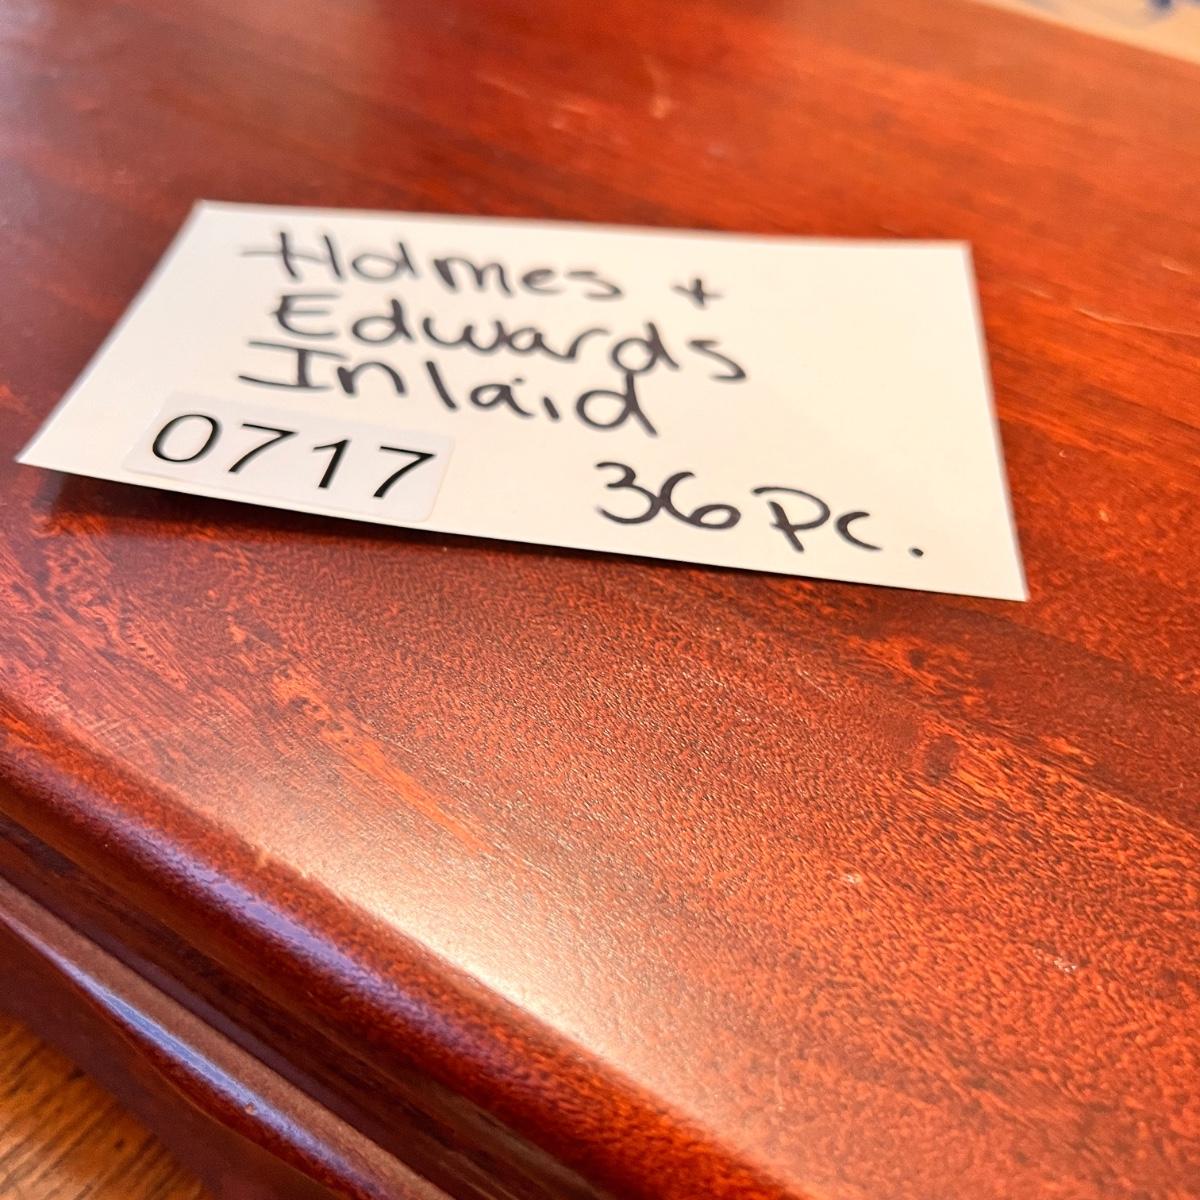 Holmes +
Edwards
Inlaid
0717
36 Pc.